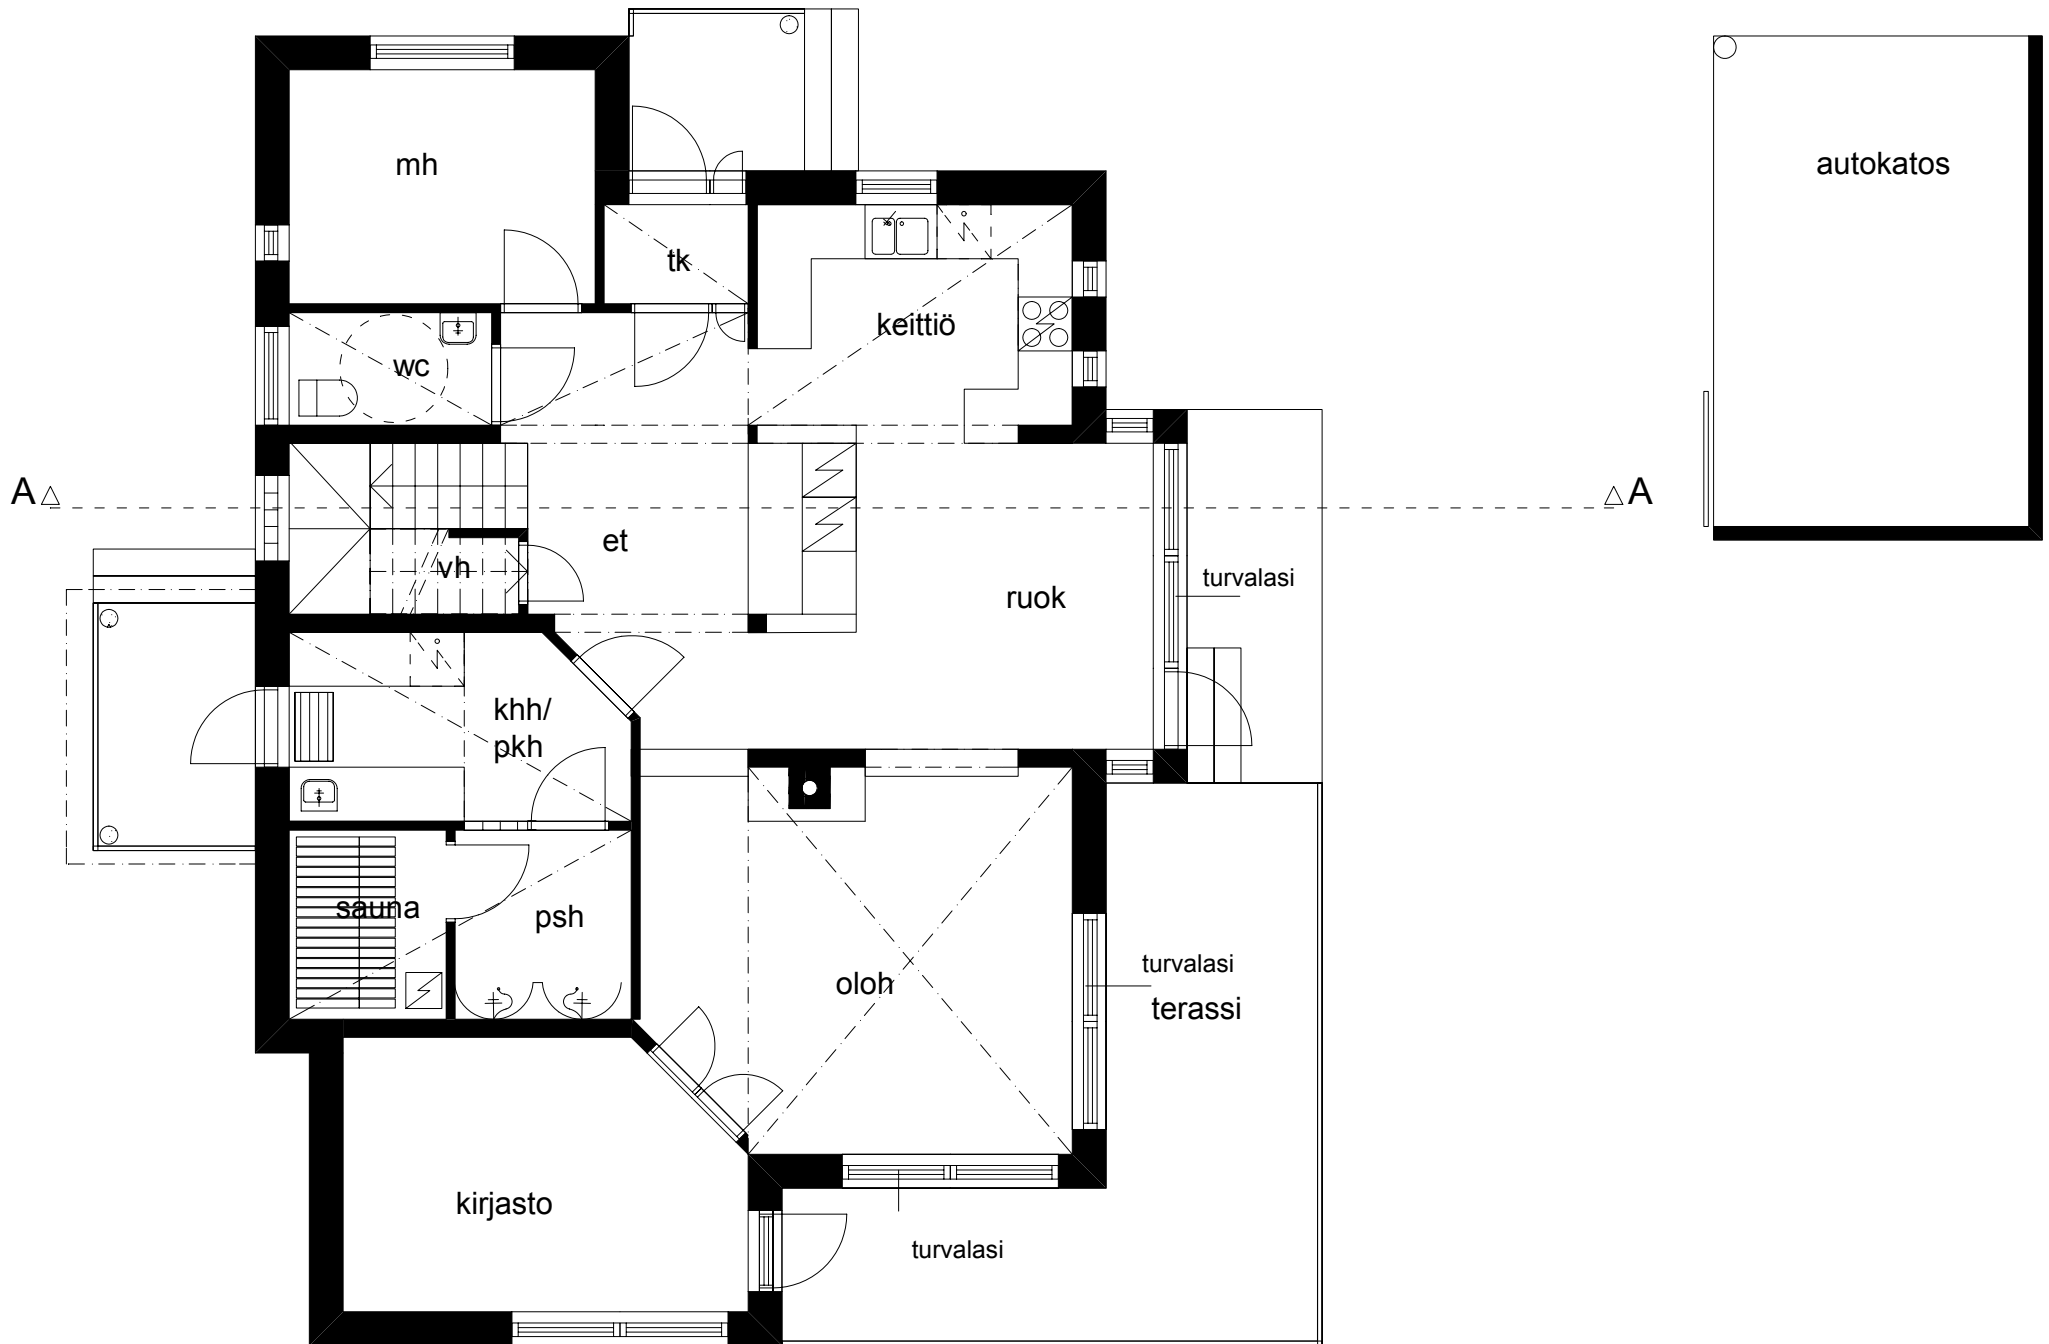 mh
autokatos
tk
keittiö
wc
A
A
et
vh
turvalasi
ruok
khh/
pkh
sauna
psh
oloh
turvalasi
terassi
kirjasto
turvalasi